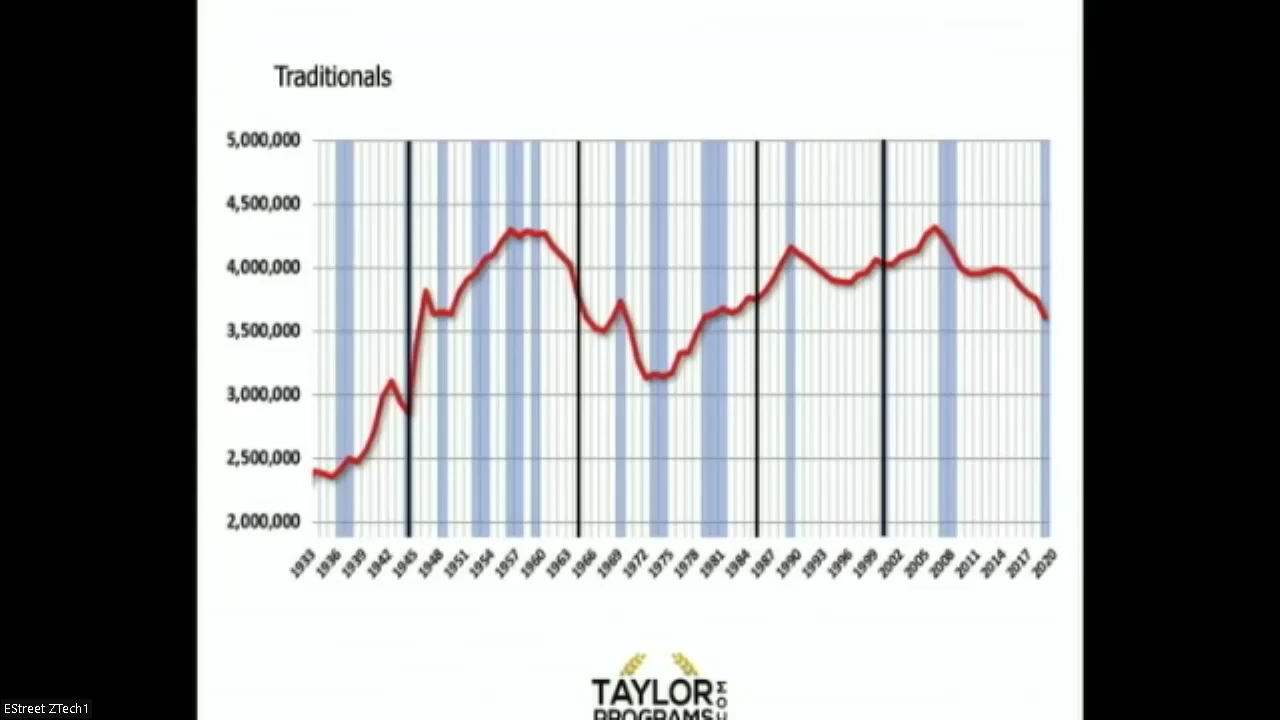 Traditionals
5,000,000
4,500,000
4,000,000
3,500,000
3,000,000
2,500,000
2,000,000
1933 1936 1939 1942 1945 1948 1951 1954 1957 1960 1963 1966 1969 1972 1975 1978 1981 1984 1987 1990 1993 1996 1999 2002 2005 2008 2011 2014 2017 2020
TAYLOR
PROGRAMS
EStreet ZTech1